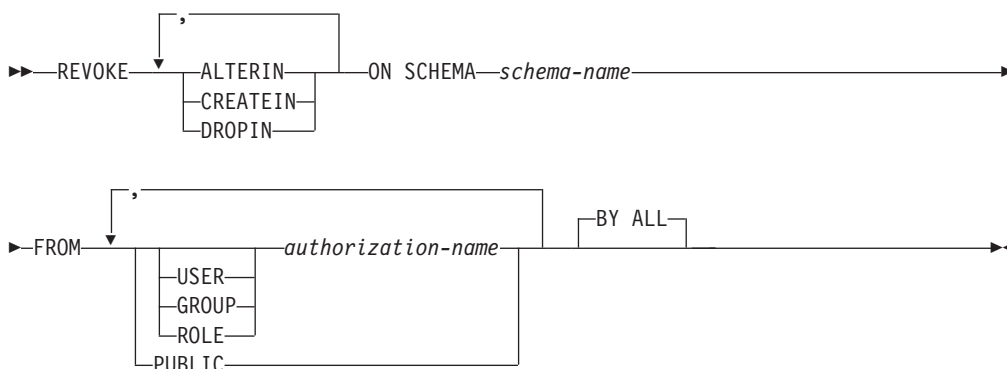 ,
REVOKE ALTERIN ON SCHEMA schema-name
CREATEIN
DROPIN
,
BY ALL
FROM authorization-name
USER
GROUP
ROLE
PUBLIC